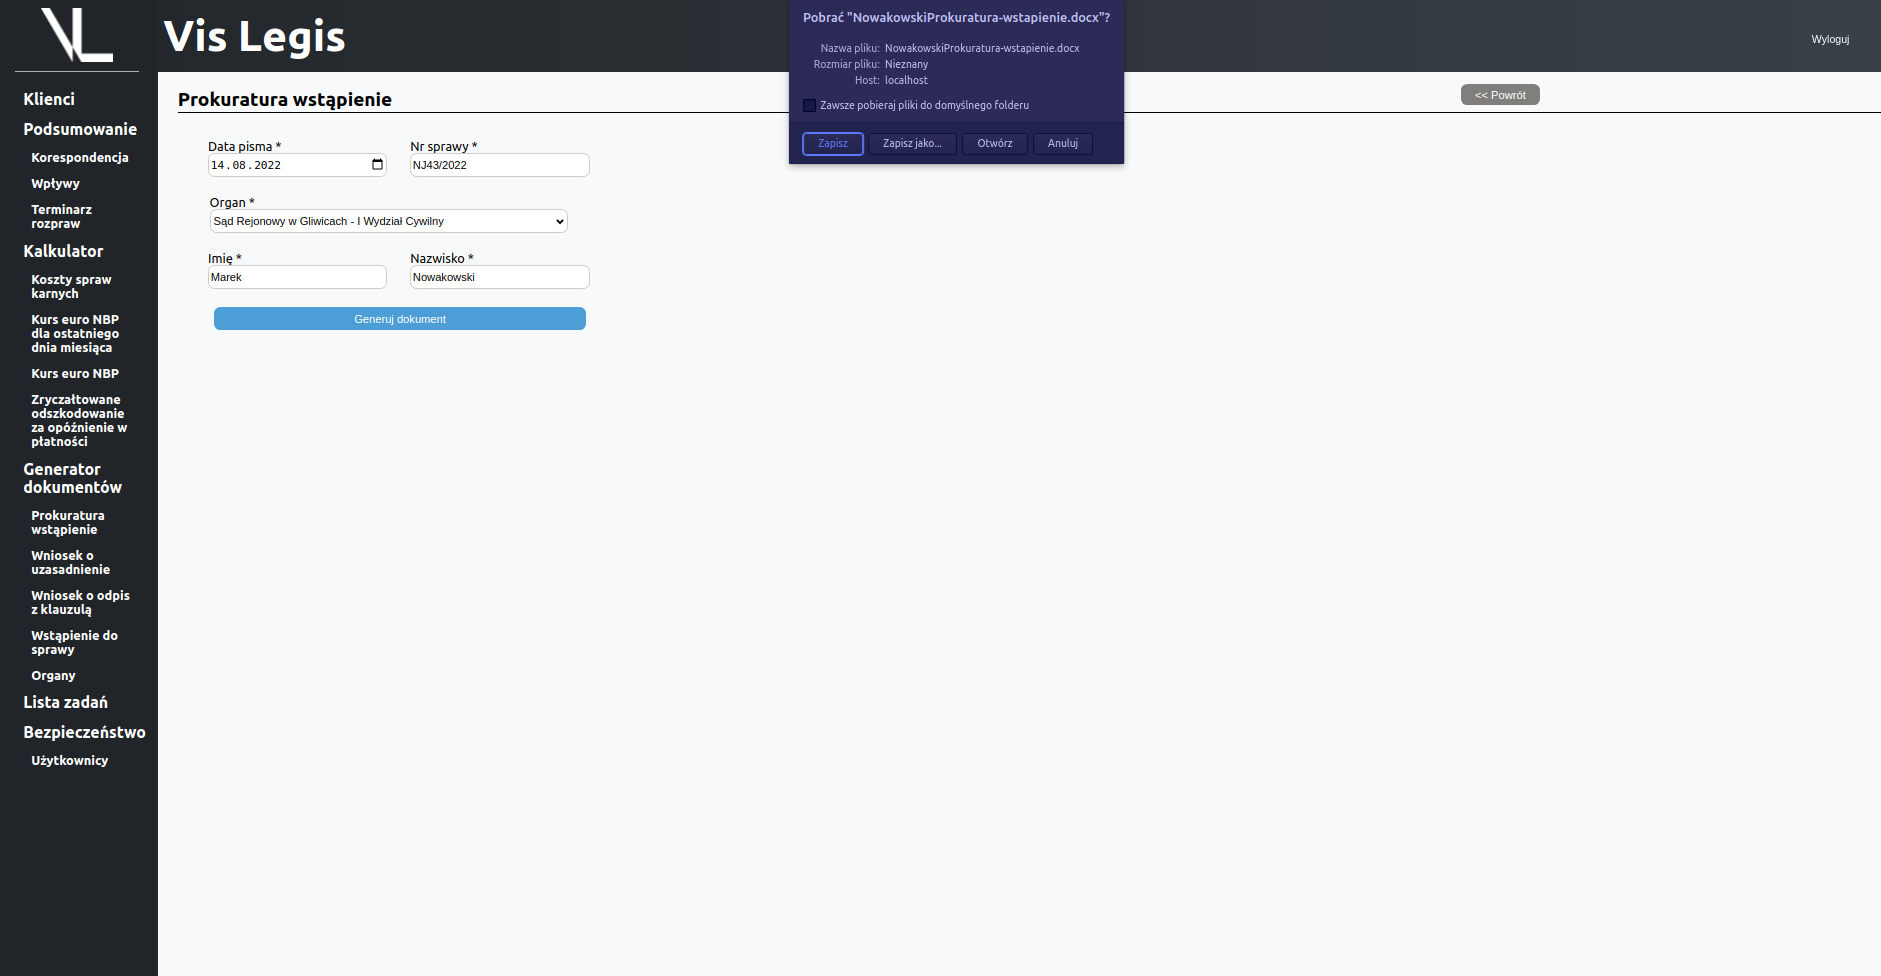 VL
Vis Legis
Wyloguj
Pobrać "NowakowskiProkuratura-wstapienie.docx"?
Nazwa pliku: NowakowskiProkuratura-wstapienie.docx
Rozmiar pliku: Nieznany
Host: localhost
Zawsze pobieraj pliki do domyślnego folderu
Zapisz Zapisz jako... Otwórz Anuluj
Klienci
Podsumowanie
Korespondencja
Wpływy
Terminarz
rozpraw
Kalkulator
Koszty spraw
karnych
Kurs euro NBP
dla ostatniego
dnia miesiąca
Kurs euro NBP
Zryczałtowane
odszkodowanie
za opóźnienie w
płatności
Generator
dokumentów
Prokuratura
wstąpienie
Wniosek o
uzasadnienie
Wniosek o odpis
z klauzulą
Wstąpienie do
sprawy
Organy
Lista zadań
Bezpieczeństwo
Użytkownicy
Prokuratura wstąpienie
<< Powrót
Data pisma * Nr sprawy *
14.08.2022 NJ43/2022
Organ *
Sąd Rejonowy w Gliwicach - I Wydział Cywilny
Imię * Nazwisko *
Marek Nowakowski
Generuj dokument